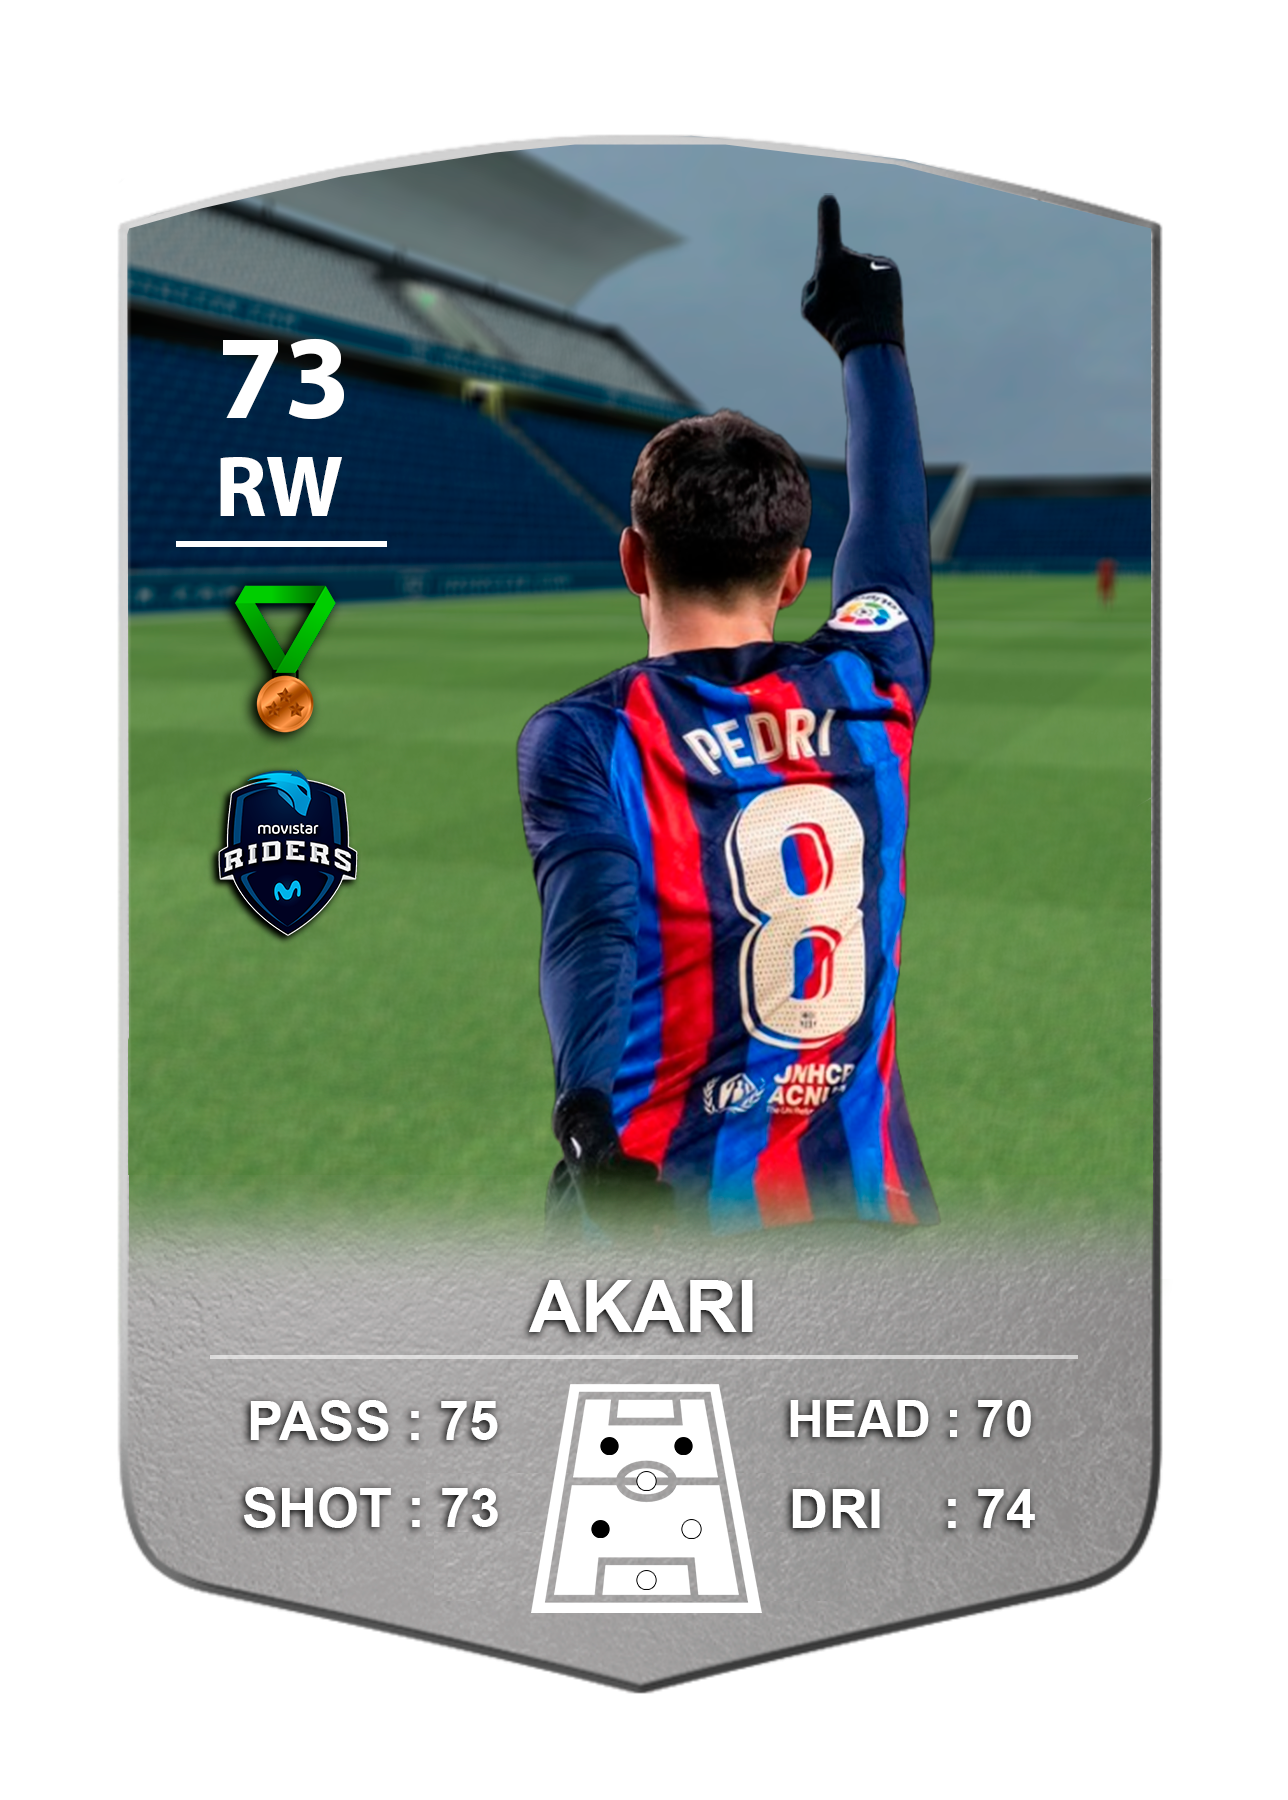 73
RW
movistar
RIDERS
PEDRI
8
AKARI
PASS : 75
HEAD : 70
SHOT : 73
DRI : 74